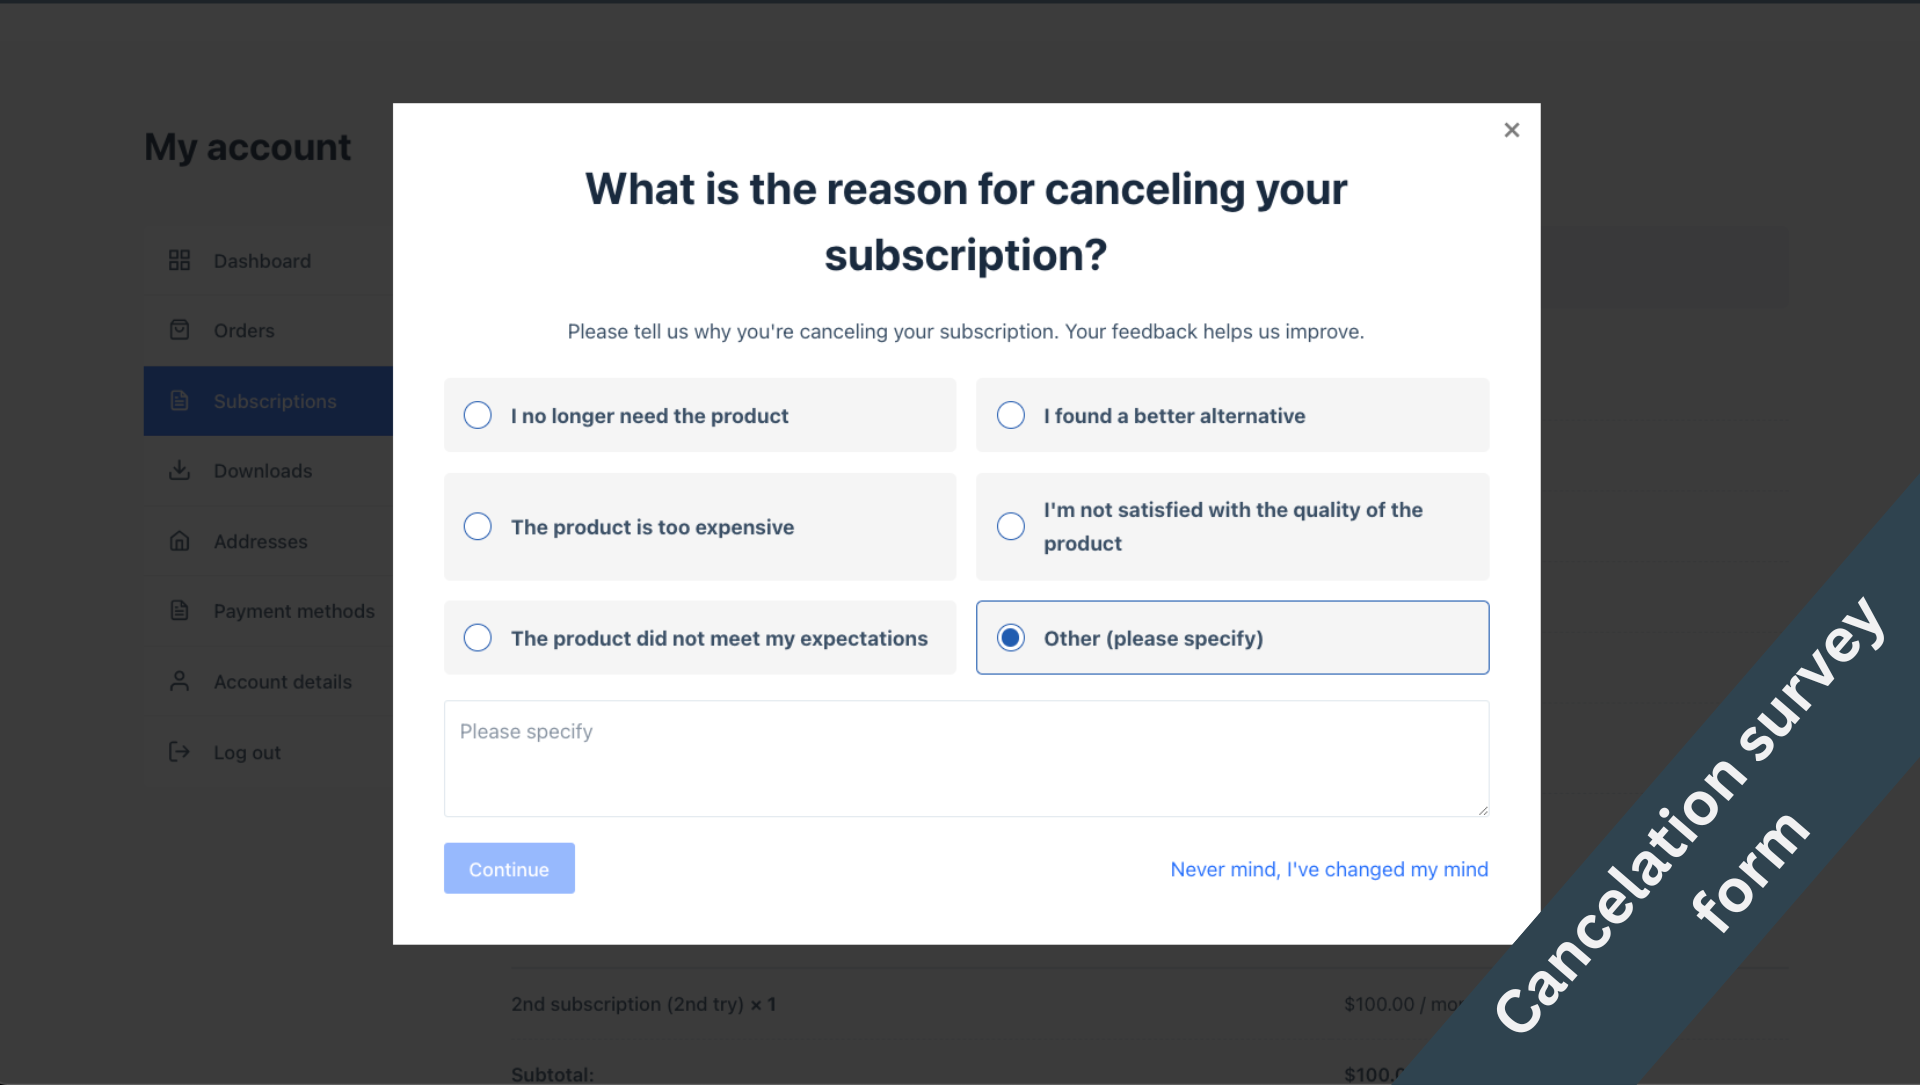 My account
Dashboard
Orders
Subscriptions
Downloads
Addresses
Payment methods
Account details
Log out
What is the reason for canceling your
subscription?
Please tell us why you're canceling your subscription. Your feedback helps us improve.
I no longer need the product
I found a better alternative
The product is too expensive
I'm not satisfied with the quality of the
product
The product did not meet my expectations
Other (please specify)
Please specify
Continue
Never mind, I've changed my mind
2nd subscription (2nd try) × 1
$100.00 /
Subtotal:
Cancelation survey
form